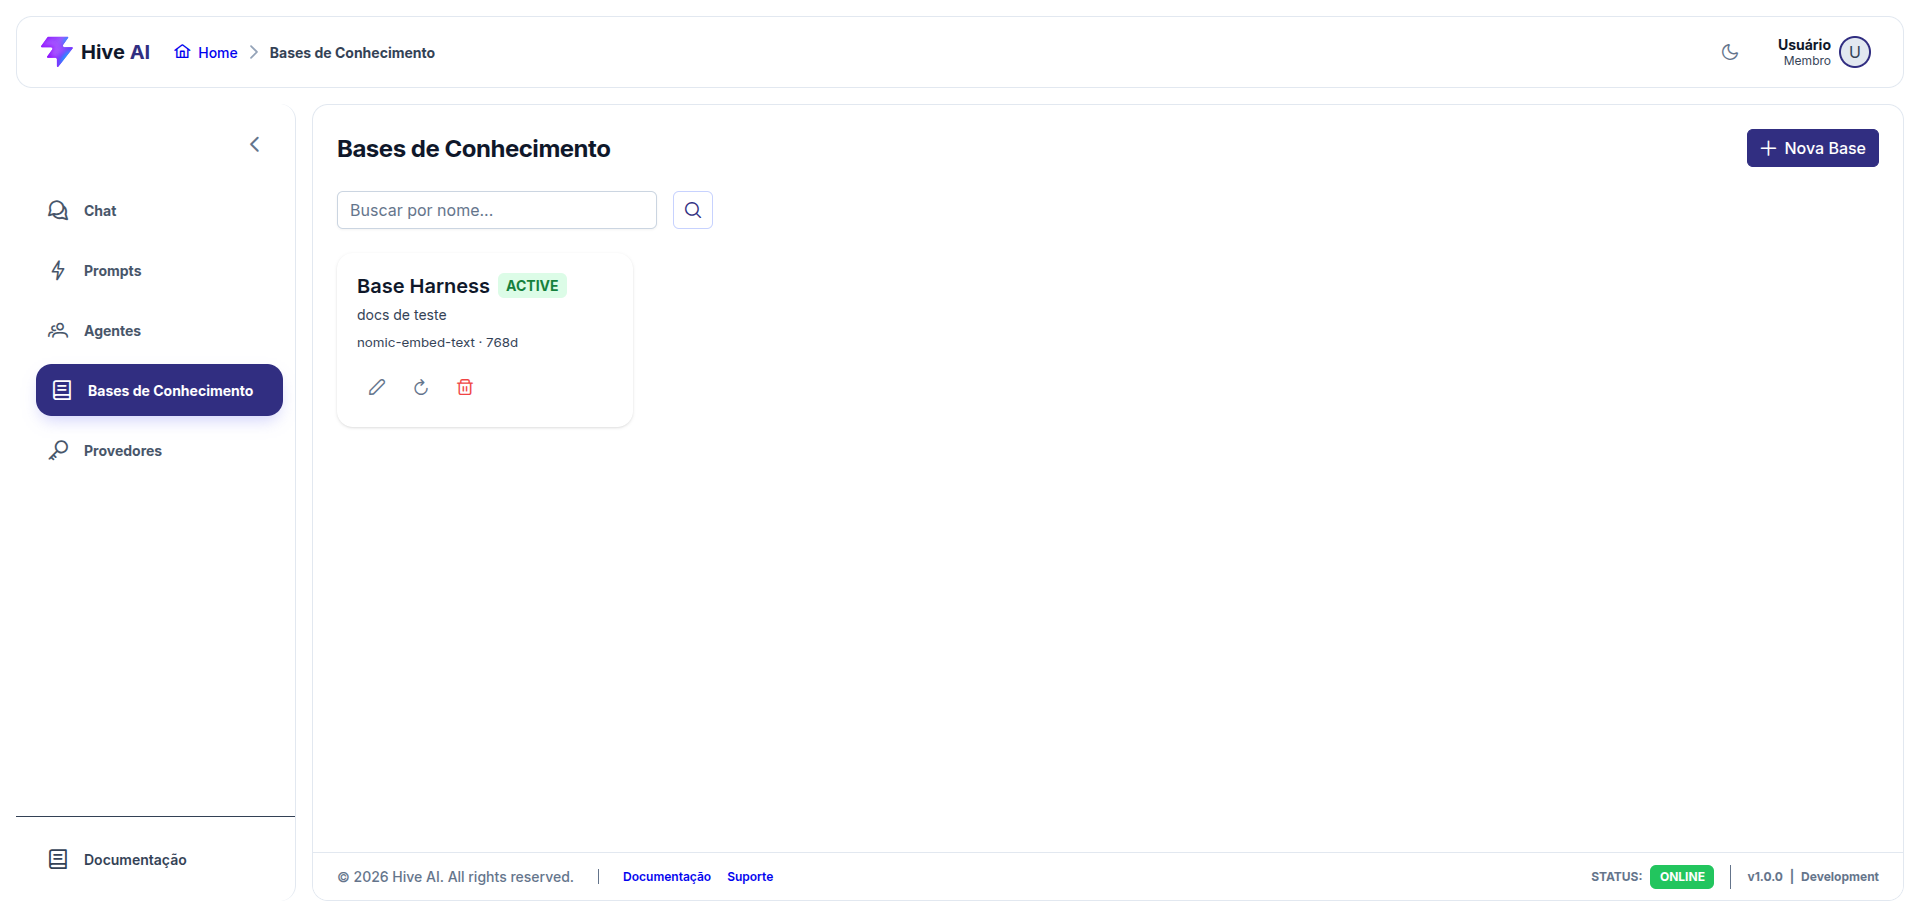 Hive AI
Home
Bases de Conhecimento
Usuário
Membro
U
Chat
Prompts
Agentes
Bases de Conhecimento
Provedores
Documentação
Bases de Conhecimento
Nova Base
Buscar por nome...
Base Harness ACTIVE
docs de teste
nomic-embed-text · 768d
© 2026 Hive AI. All rights reserved. | Documentação Suporte
STATUS: ONLINE | v1.0.0 | Development